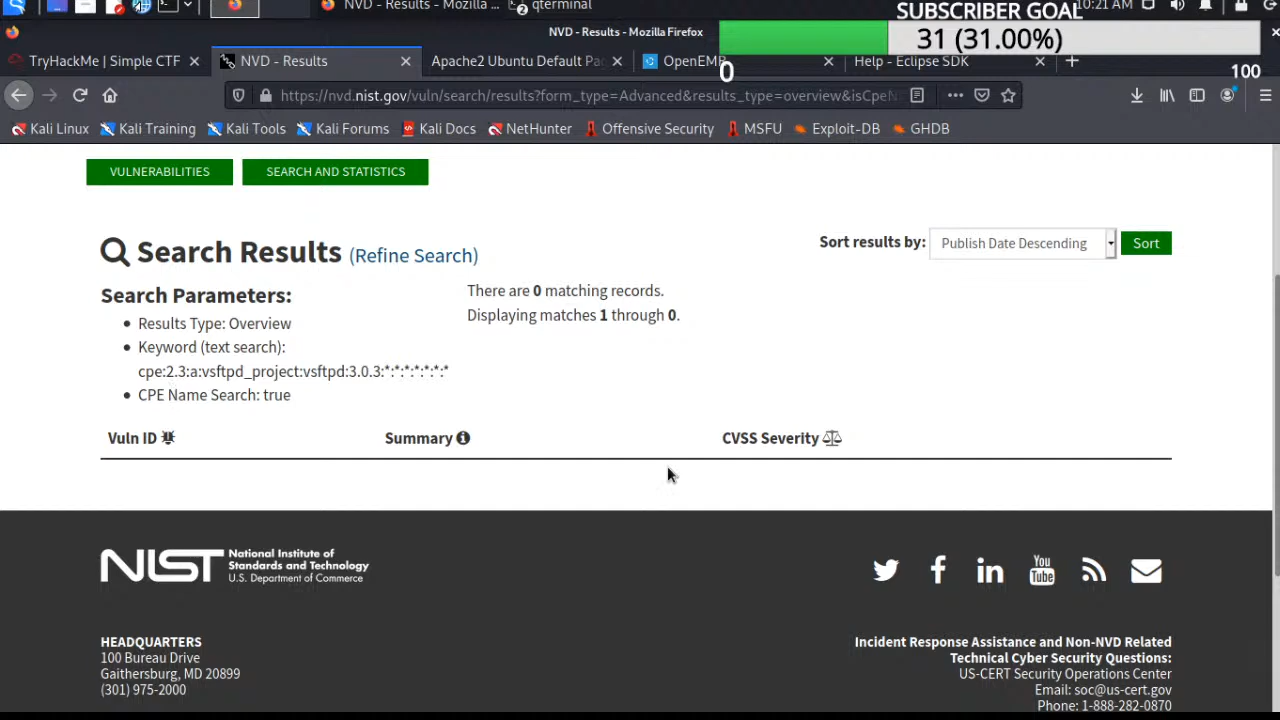 NVD - Results - Mozilla ...
2
qterminal
SUBSCRIBER GOAL
10:21 AM
NVD - Results - Mozilla Firefox
31 (31.00%)
0
100
TryHackMe | Simple CTF
NVD - Results
Apache2 Ubuntu Default Pa
OpenEM
Help - Eclipse SDK
https://nvd.nist.gov/vuln/search/results?form_type=Advanced&results_type=overview&isCpeN
Kali Linux
Kali Training
Kali Tools
Kali Forums
Kali Docs
NetHunter
Offensive Security
MSFU
Exploit-DB
GHDB
VULNERABILITIES
SEARCH AND STATISTICS
Search Results (Refine Search)
Sort results by:
Publish Date Descending
Sort
Search Parameters:
There are 0 matching records.
Displaying matches 1 through 0.
• Results Type: Overview
• Keyword (text search):
cpe:2.3:a:vsftpd_project:vsftpd:3.0.3:*:*:*:*:*:*:*
• CPE Name Search: true
Vuln ID
Summary
CVSS Severity
NIST
National Institute of
Standards and Technology
U.S. Department of Commerce
You
Tube
HEADQUARTERS
100 Bureau Drive
Gaithersburg, MD 20899
(301) 975-2000
Incident Response Assistance and Non-NVD Related
Technical Cyber Security Questions:
US-CERT Security Operations Center
Email: soc@us-cert.gov
Phone: 1-888-282-0870